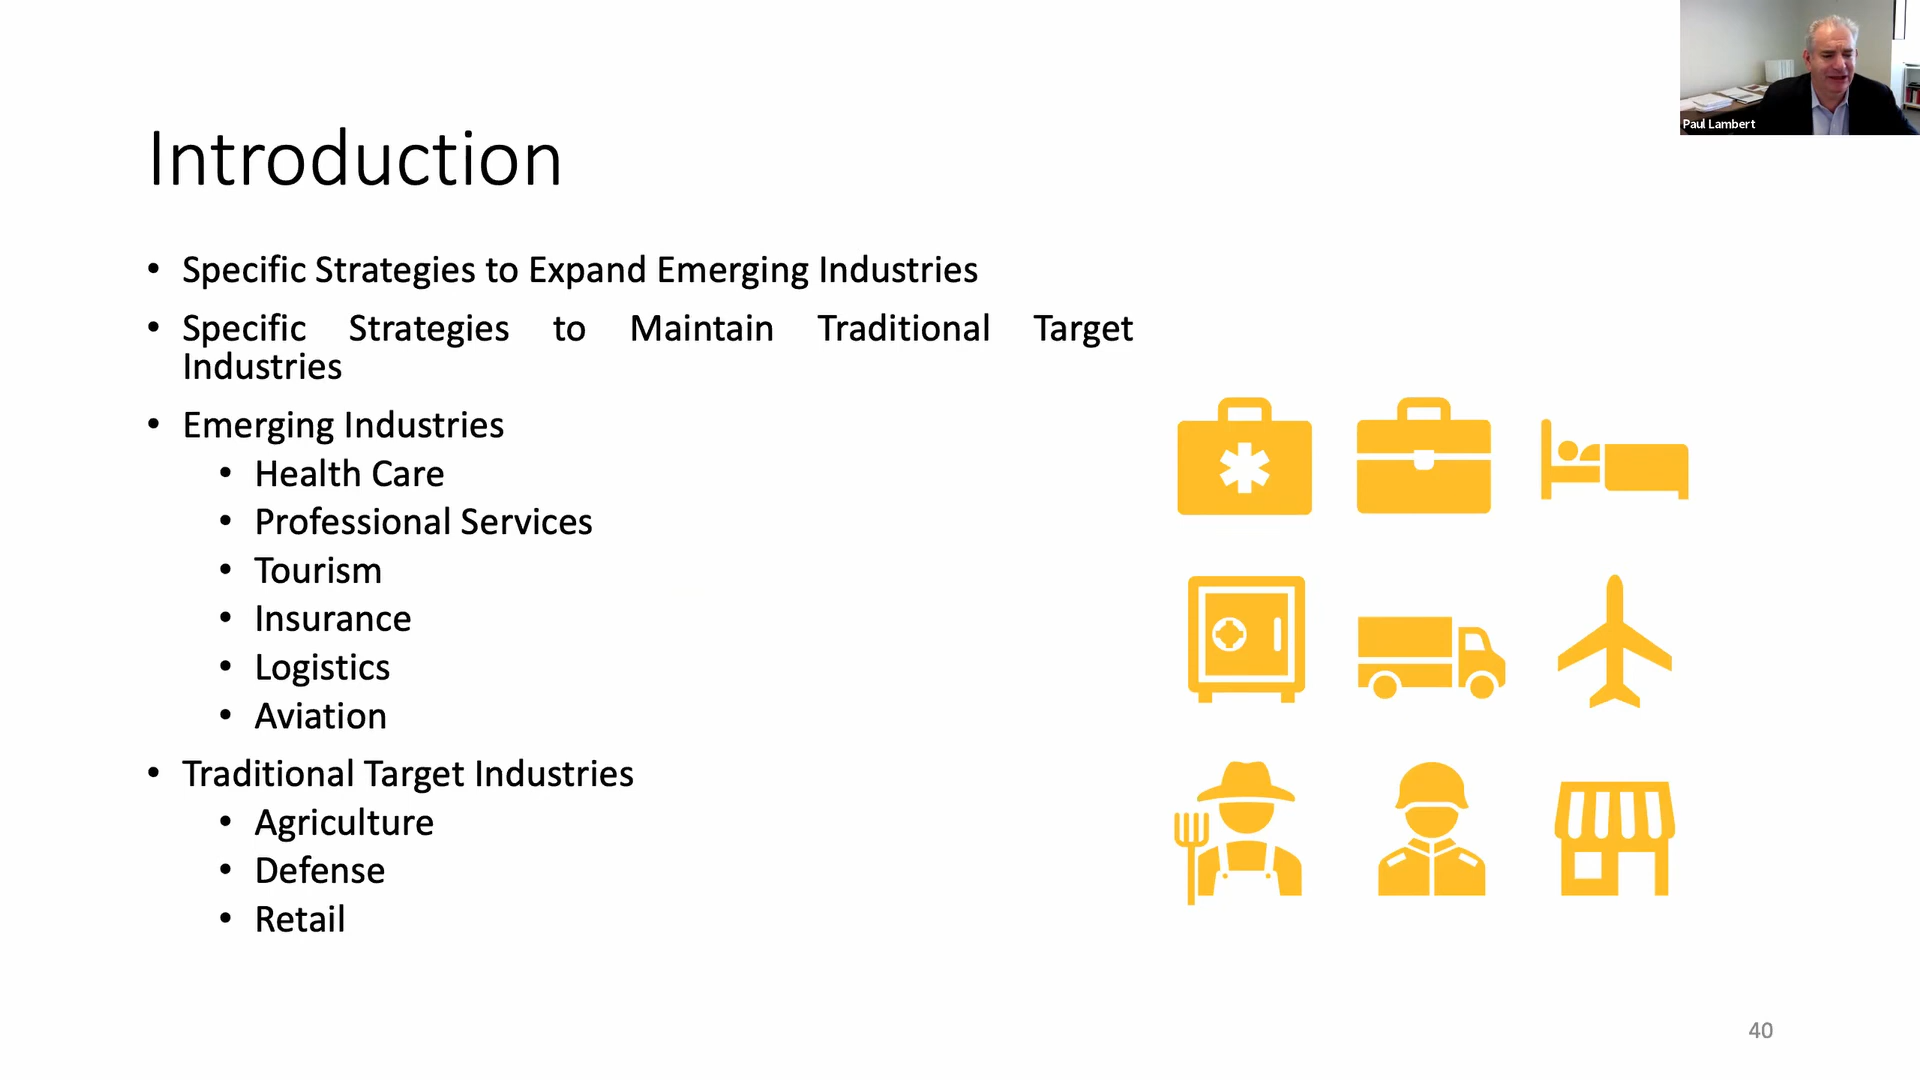 Paul Lambert
Introduction
• Specific Strategies to Expand Emerging Industries
• Specific Strategies to Maintain Traditional Target
Industries
• Emerging Industries
• Health Care
• Professional Services
• Tourism
• Insurance
• Logistics
• Aviation
• Traditional Target Industries
• Agriculture
• Defense
• Retail
40